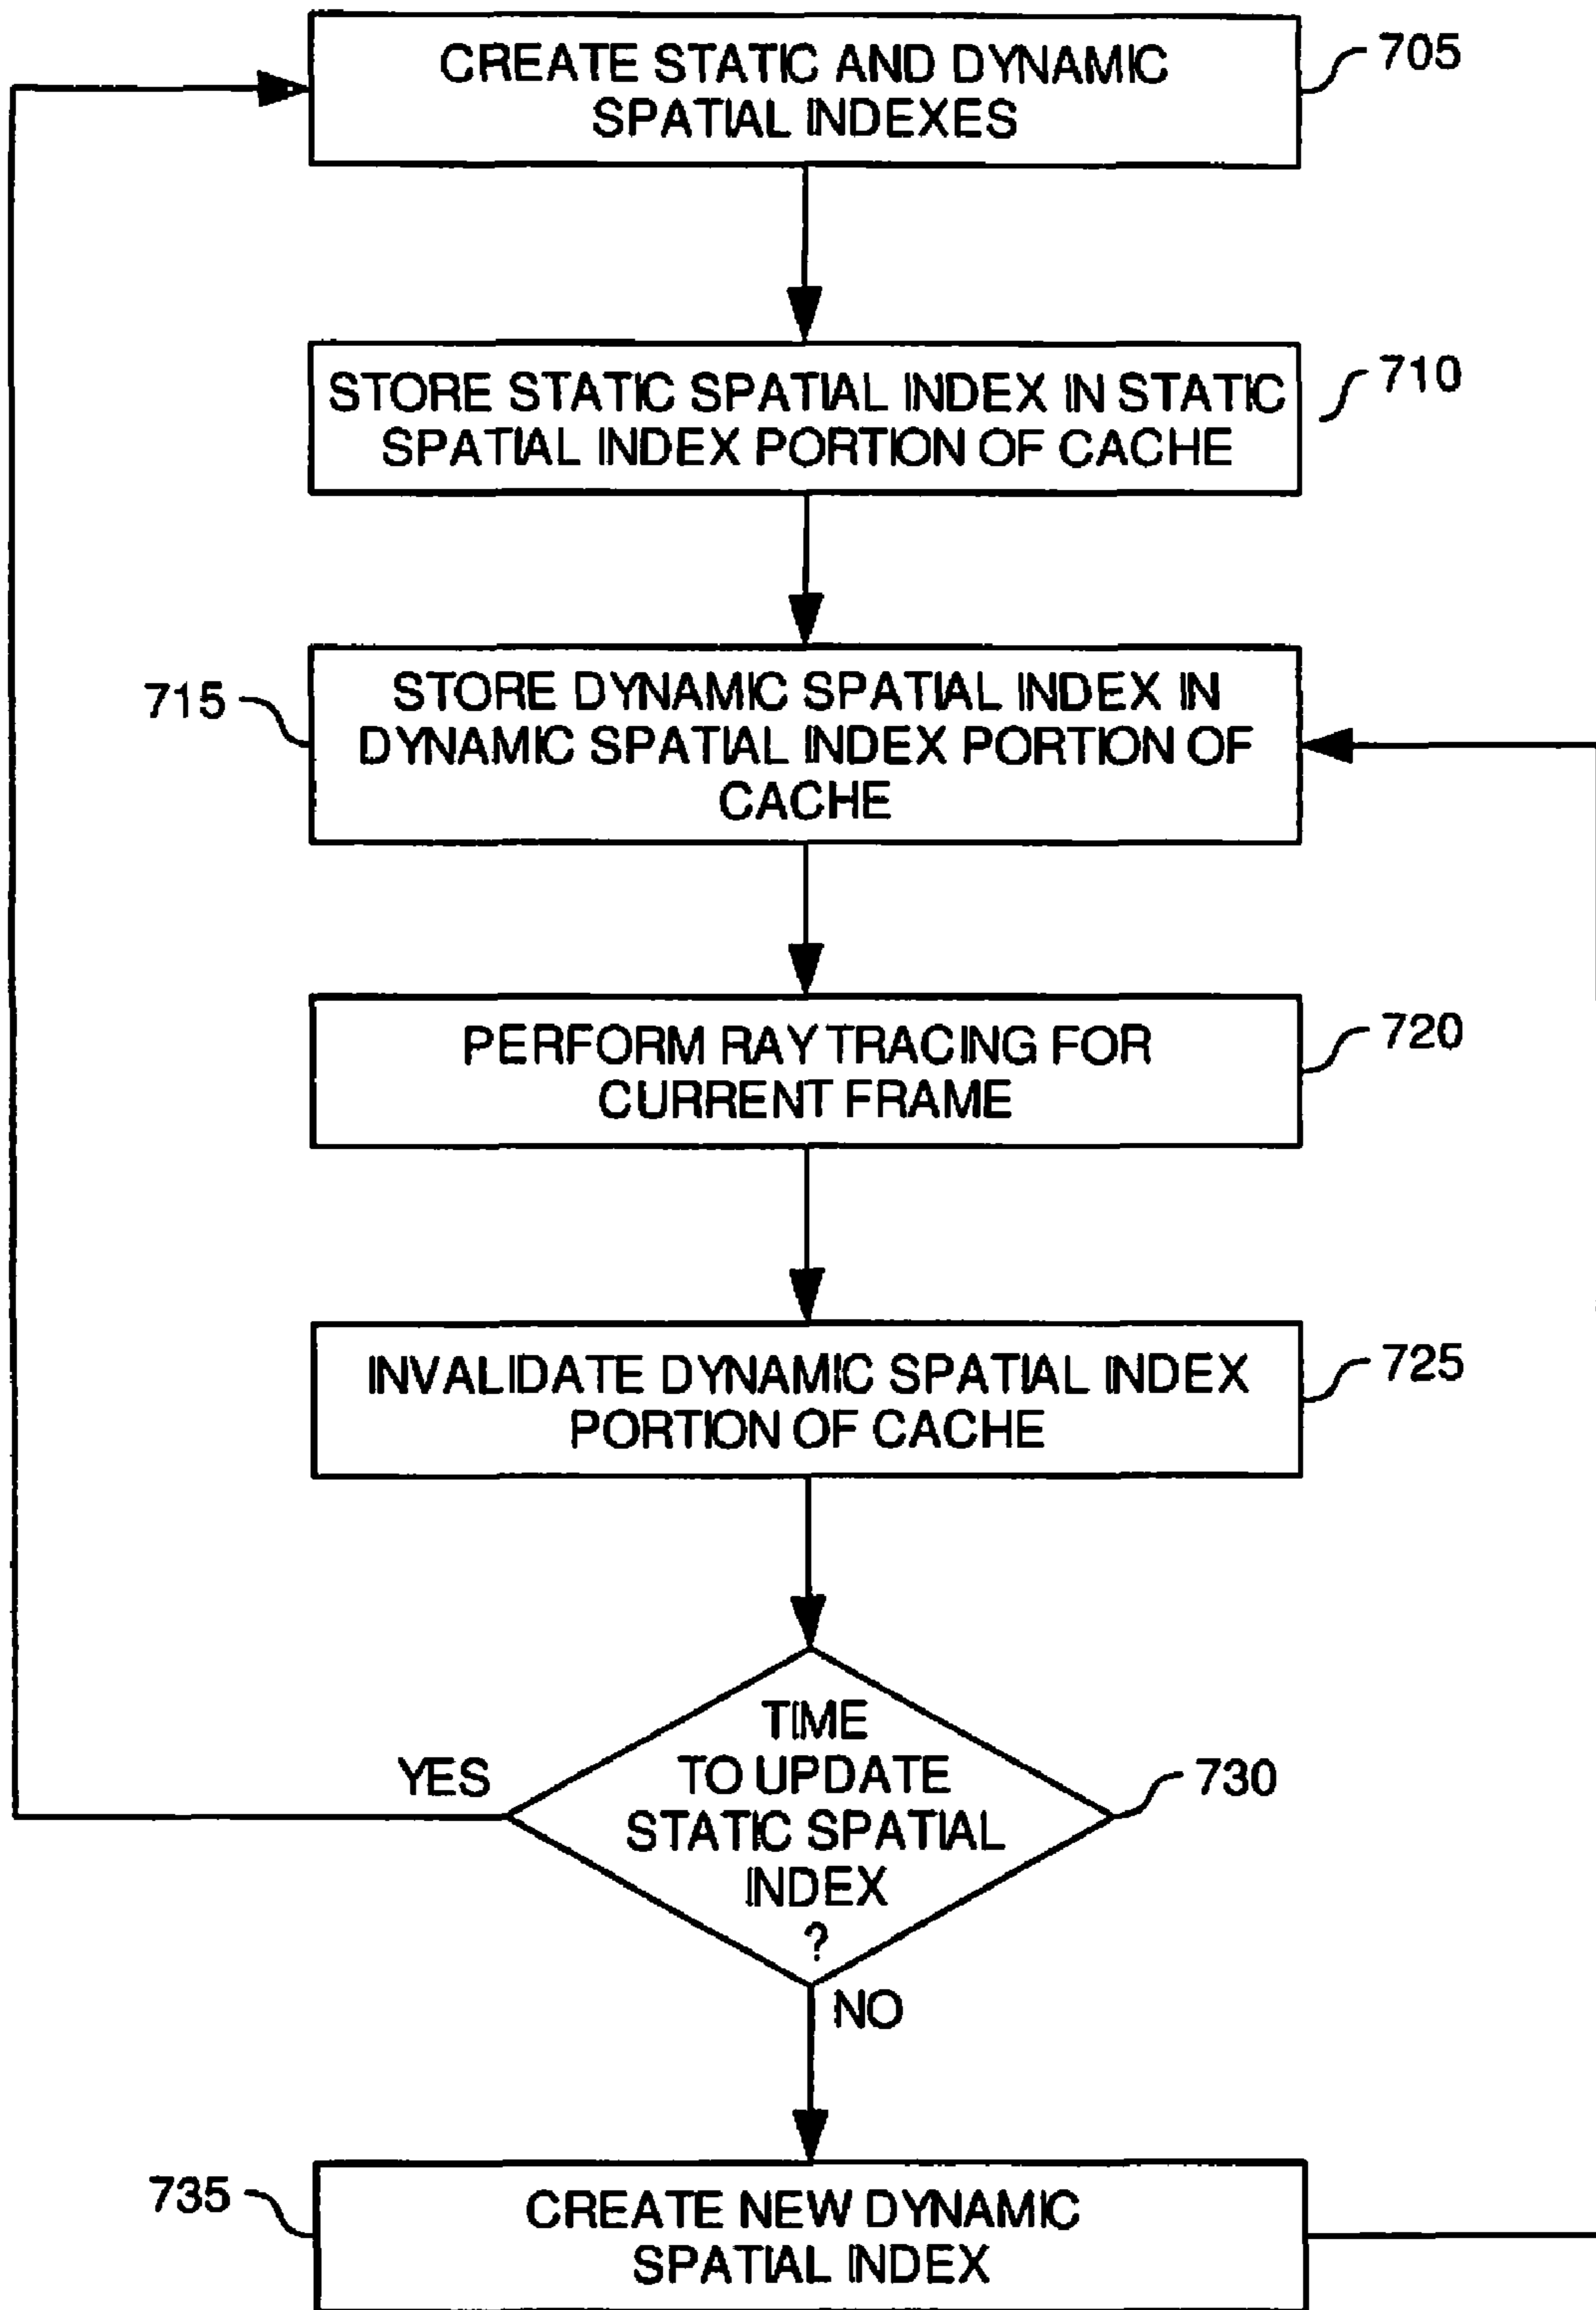 CREATE STATIC AND DYNAMIC
SPATIAL INDEXES
705
STORE STATIC SPATIAL INDEX IN STATIC
SPATIAL INDEX PORTION OF CACHE
710
715
STORE DYNAMIC SPATIAL INDEX IN
DYNAMIC SPATIAL INDEX PORTION OF
CACHE
PERFORM RAY TRACING FOR
CURRENT FRAME
720
INVALIDATE DYNAMIC SPATIAL INDEX
PORTION OF CACHE
725
YES
TIME
TO UPDATE
STATIC SPATIAL
INDEX
?
730
NO
735
CREATE NEW DYNAMIC
SPATIAL INDEX